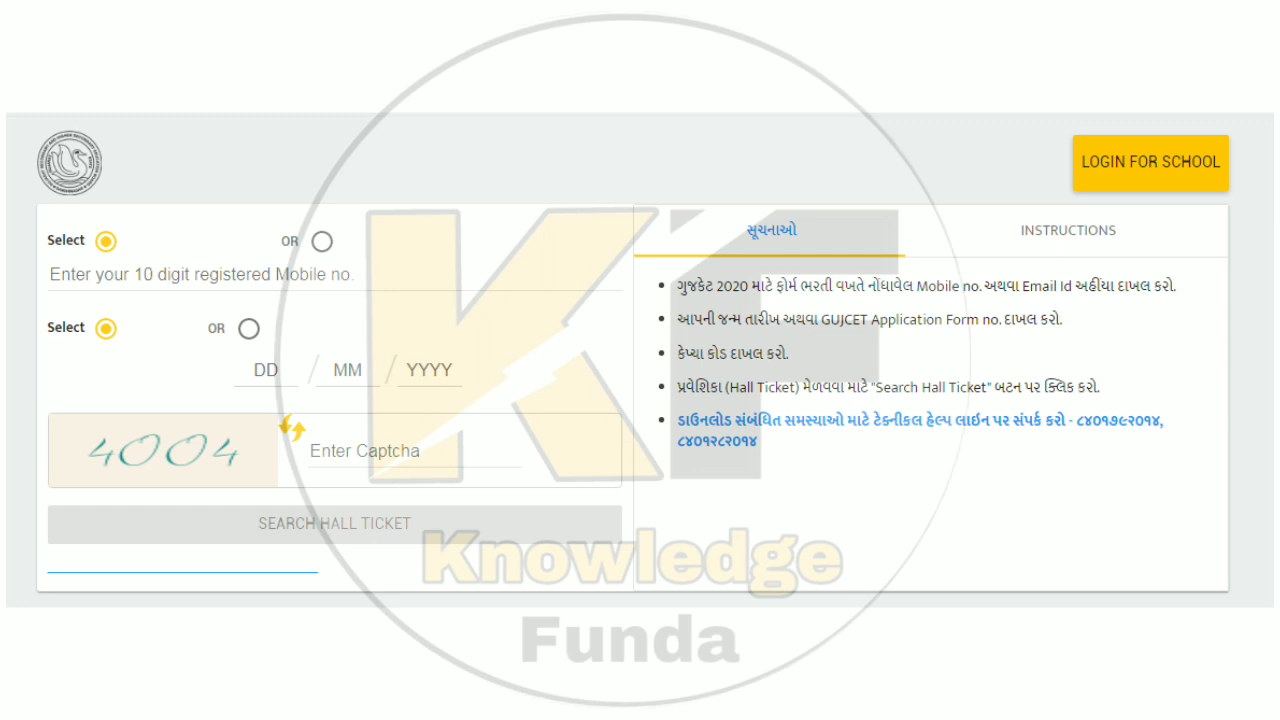 LOGIN FOR SCHOOL
Select
OR
Enter your 10 digit registered Mobile no.
Select
OR
DD / MM / YYYY
4004
Enter Captcha
SEARCH HALL TICKET
સૂચનાઓ
INSTRUCTIONS
ગુજકેટ 2020 માટે ફોર્મ ભરતી વખતે નોંધાવેલ Mobile no. અથવા Email Id અહીંયા દાખલ કરો.
આપની જન્મ તારીખ અથવા GUJCET Application Form no. દાખલ કરો.
કેપ્ચા કોડ દાખલ કરો.
પ્રવેશિકા (Hall Ticket) મેળવવા માટે "Search Hall Ticket" બટન પર ક્લિક કરો.
ડાઉનલોડ સંબંધિત સમસ્યાઓ માટે ટેકનીકલ હેલ્પ લાઇન પર સંપર્ક કરો - ૮૪૦૧૭૯૨૦૧૪,
૮૪૦૧૨૮૨૦૧૪
KF
Knowledge
Funda